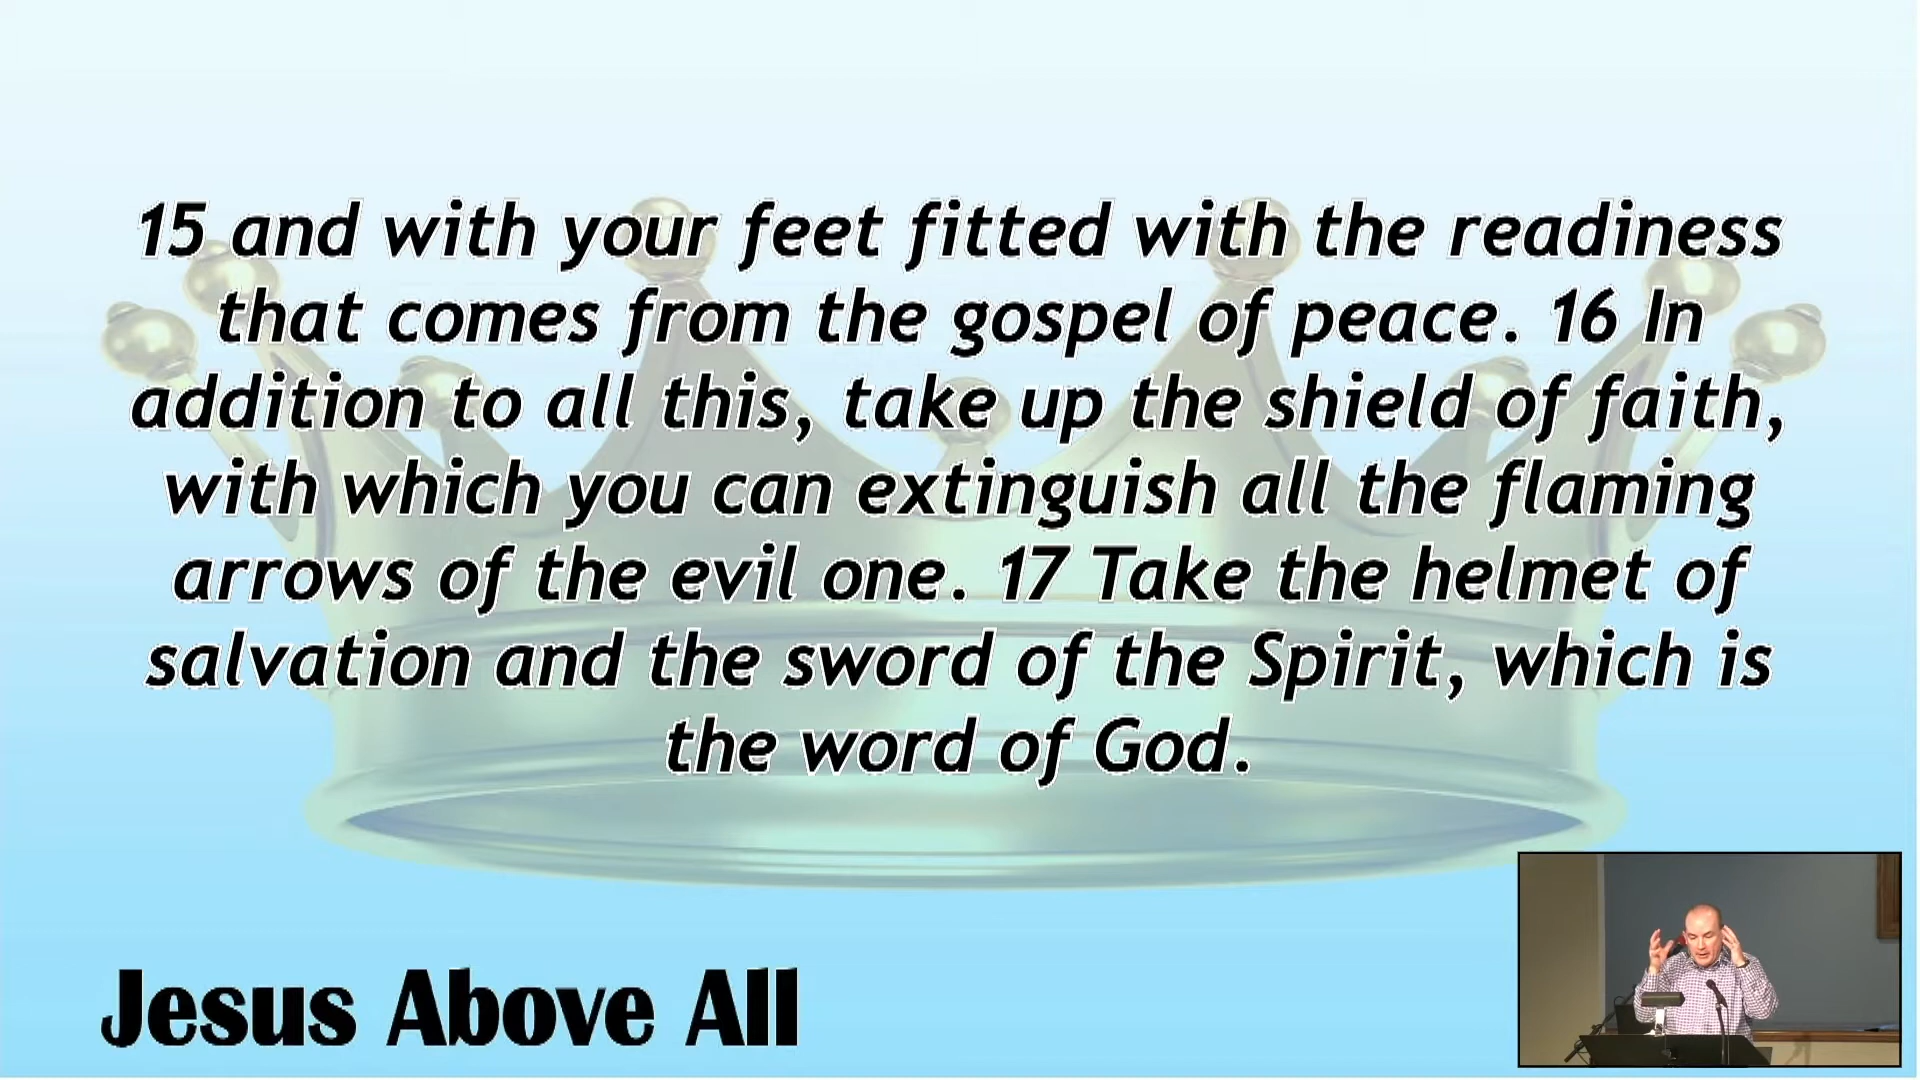 15 and with your feet fitted with the readiness
that comes from the gospel of peace. 16 In
addition to all this, take up the shield of faith,
with which you can extinguish all the flaming
arrows of the evil one. 17 Take the helmet of
salvation and the sword of the Spirit, which is
the word of God.
Jesus Above All